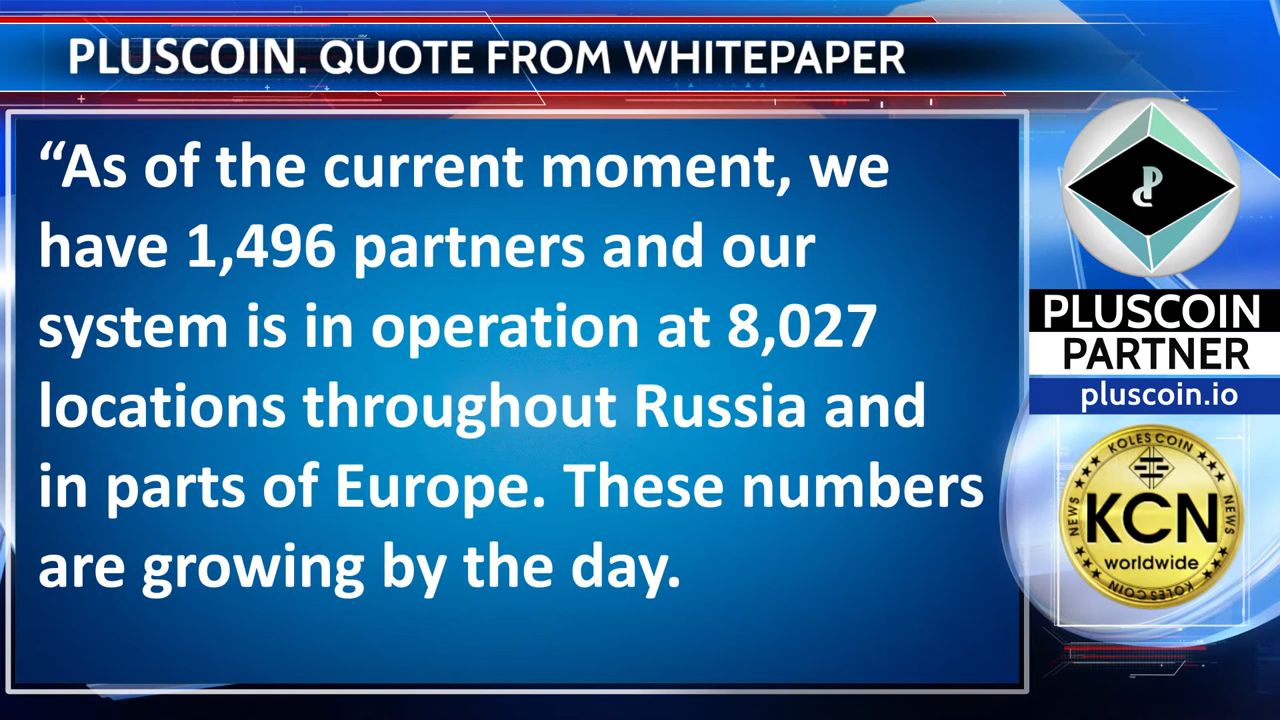 PLUSCOIN. QUOTE FROM WHITEPAPER
“As of the current moment, we
have 1,496 partners and our
system is in operation at 8,027
locations throughout Russia and
in parts of Europe. These numbers
are growing by the day.
PLUSCOIN
PARTNER
pluscoin.io
KOLES COIN
NEWS
KCN
NEWS
worldwide
KOLES COIN